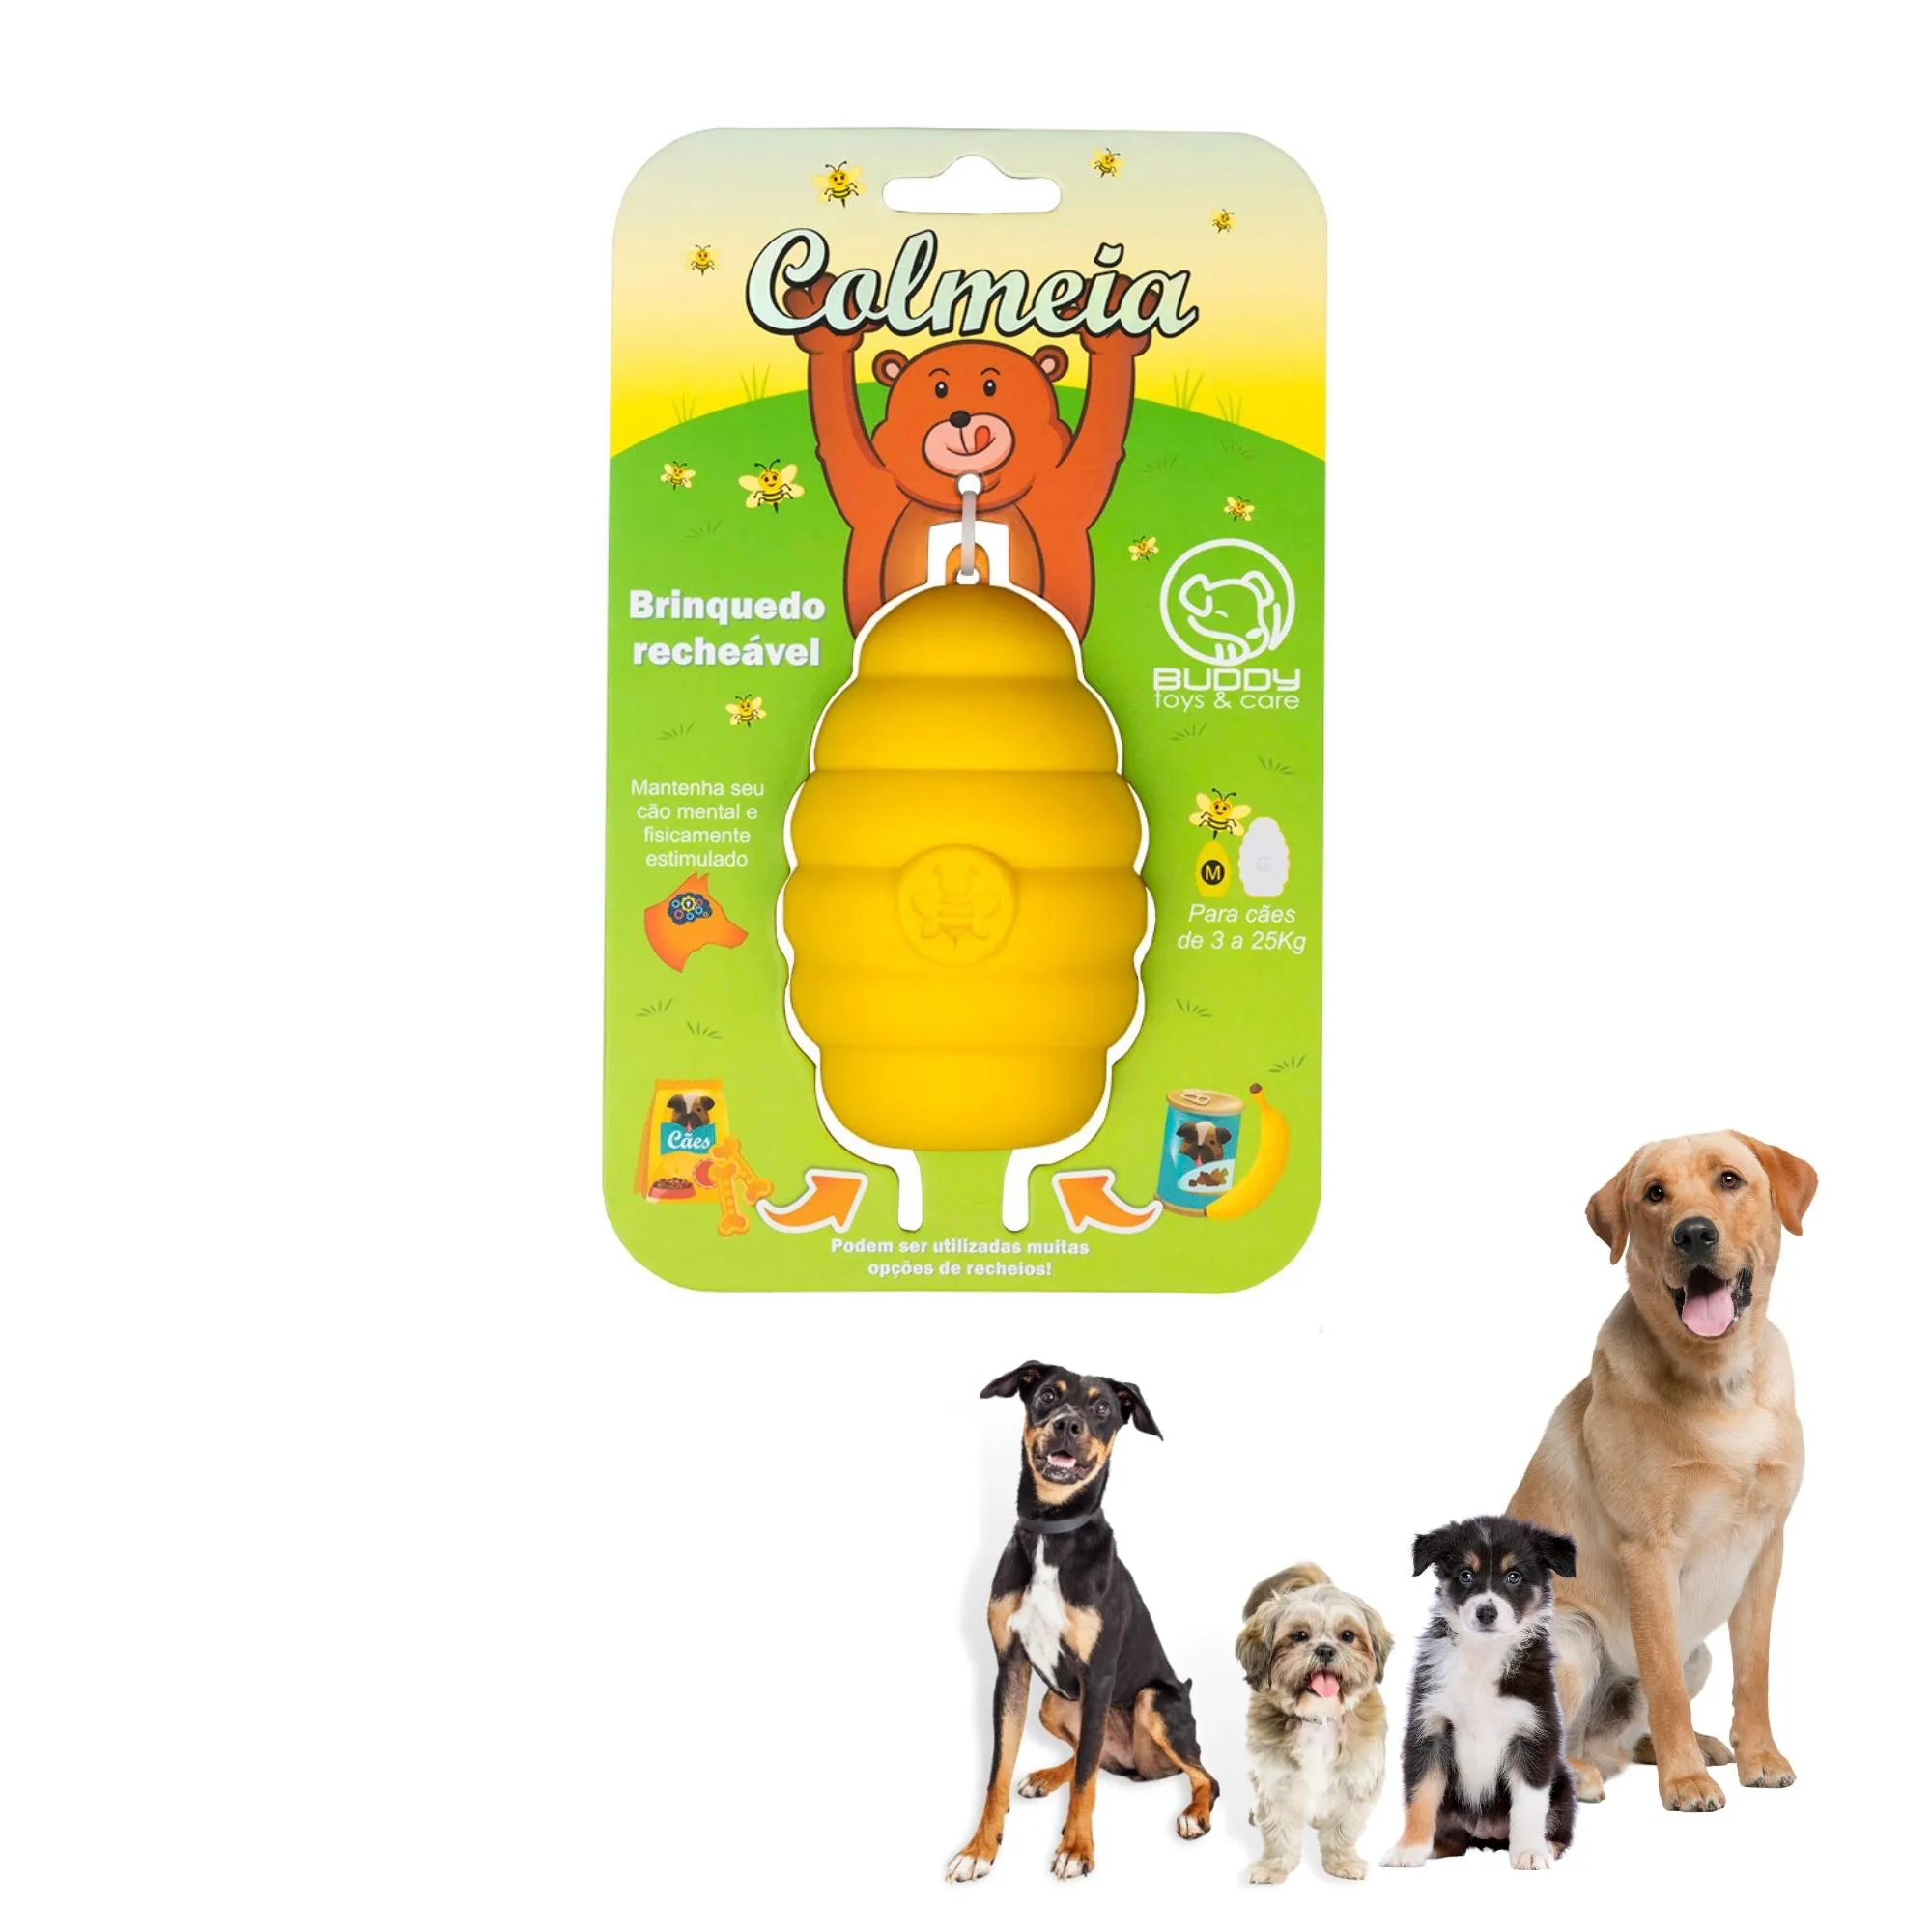 Colmeia
Brinquedo
recheável
BUDDY
toys & care
Mantenha seu
cão mental e
fisicamente
estimulado
M
G
Para cães
de 3 a 25Kg
Cães
Podem ser utilizadas muitas
opções de recheios!